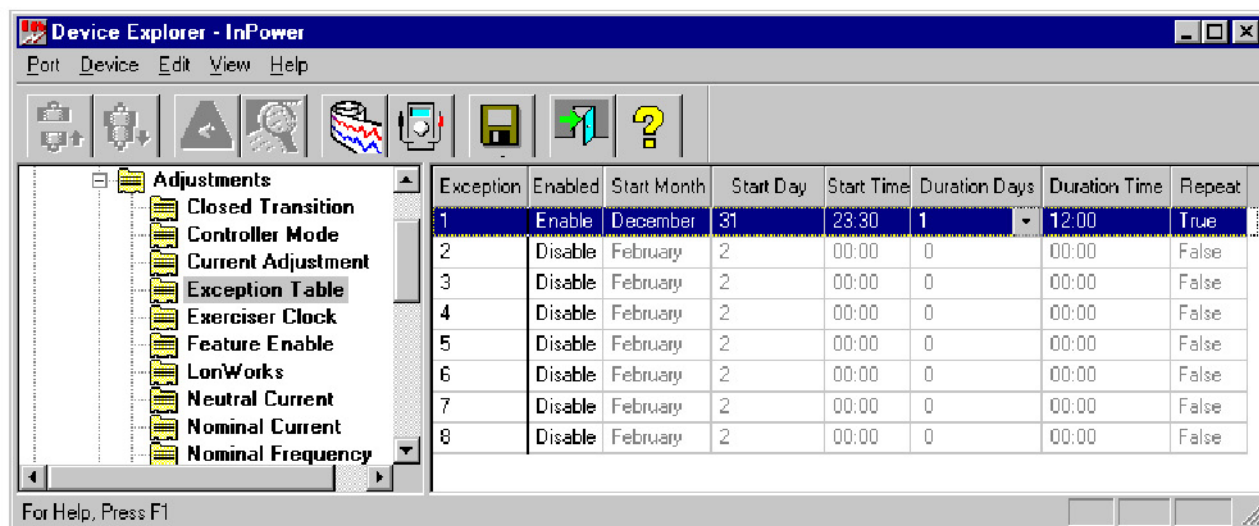 Device Explorer - InPower
Port Device Edit View Help
Adjustments
Closed Transition
Controller Mode
Current Adjustment
Exception Table
Exerciser Clock
Feature Enable
LonWorks
Neutral Current
Nominal Current
Nominal Frequency
Exception Enabled Start Month Start Day Start Time Duration Days Duration Time Repeat
1 Enable December 31 23:30 1 12:00 True
2 Disable February 2 00:00 0 00:00 False
3 Disable February 2 00:00 0 00:00 False
4 Disable February 2 00:00 0 00:00 False
5 Disable February 2 00:00 0 00:00 False
6 Disable February 2 00:00 0 00:00 False
7 Disable February 2 00:00 0 00:00 False
8 Disable February 2 00:00 0 00:00 False
For Help, Press F1